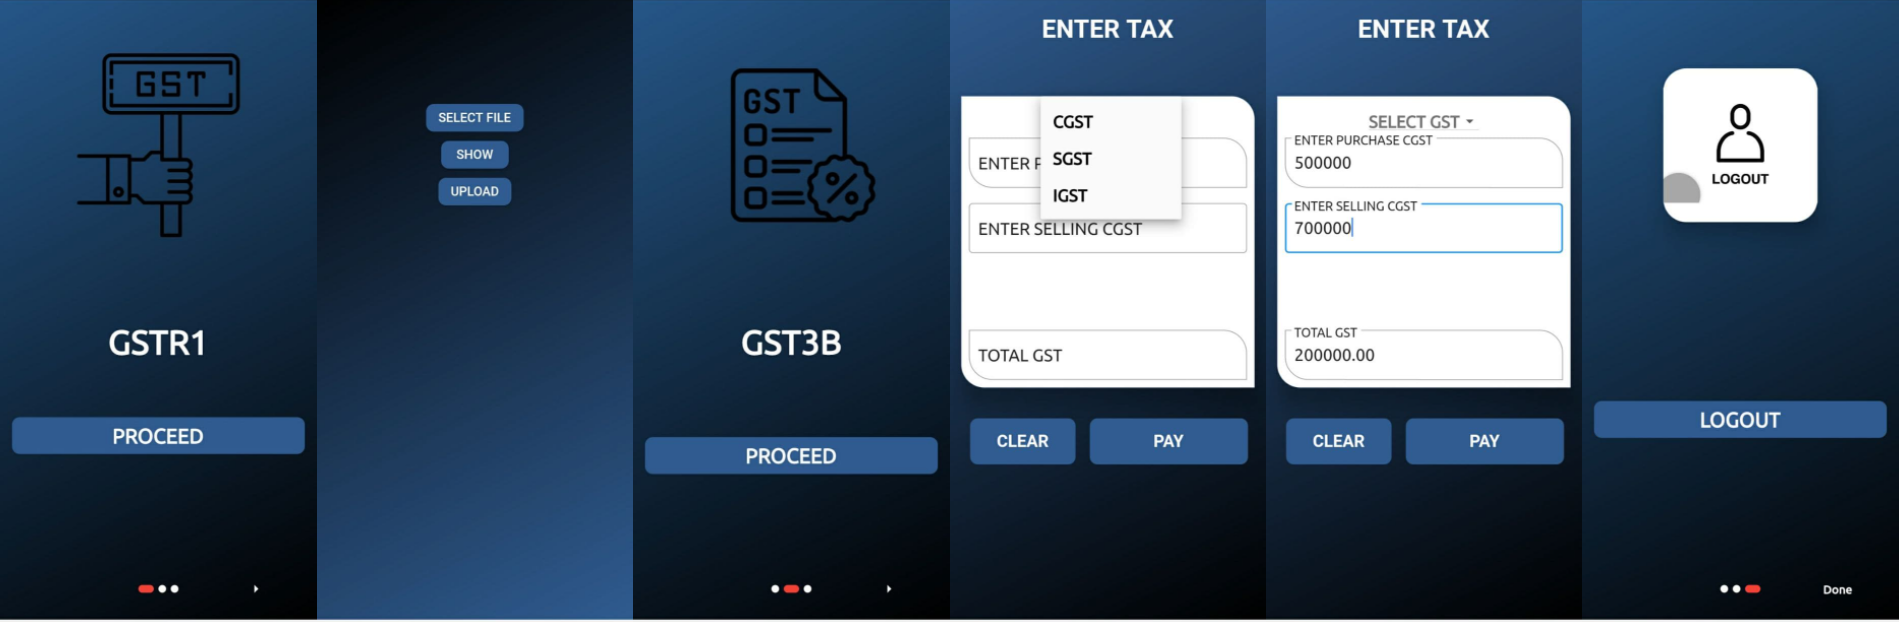 GST
GSTR1
PROCEED
SELECT FILE
SHOW
UPLOAD
GST
GST3B
PROCEED
ENTER TAX
CGST
SGST
IGST
ENTER P
ENTER SELLING CGST
TOTAL GST
CLEAR
PAY
ENTER TAX
SELECT GST
ENTER PURCHASE CGST
500000
ENTER SELLING CGST
700000
TOTAL GST
200000.00
CLEAR
PAY
LOGOUT
LOGOUT
Done